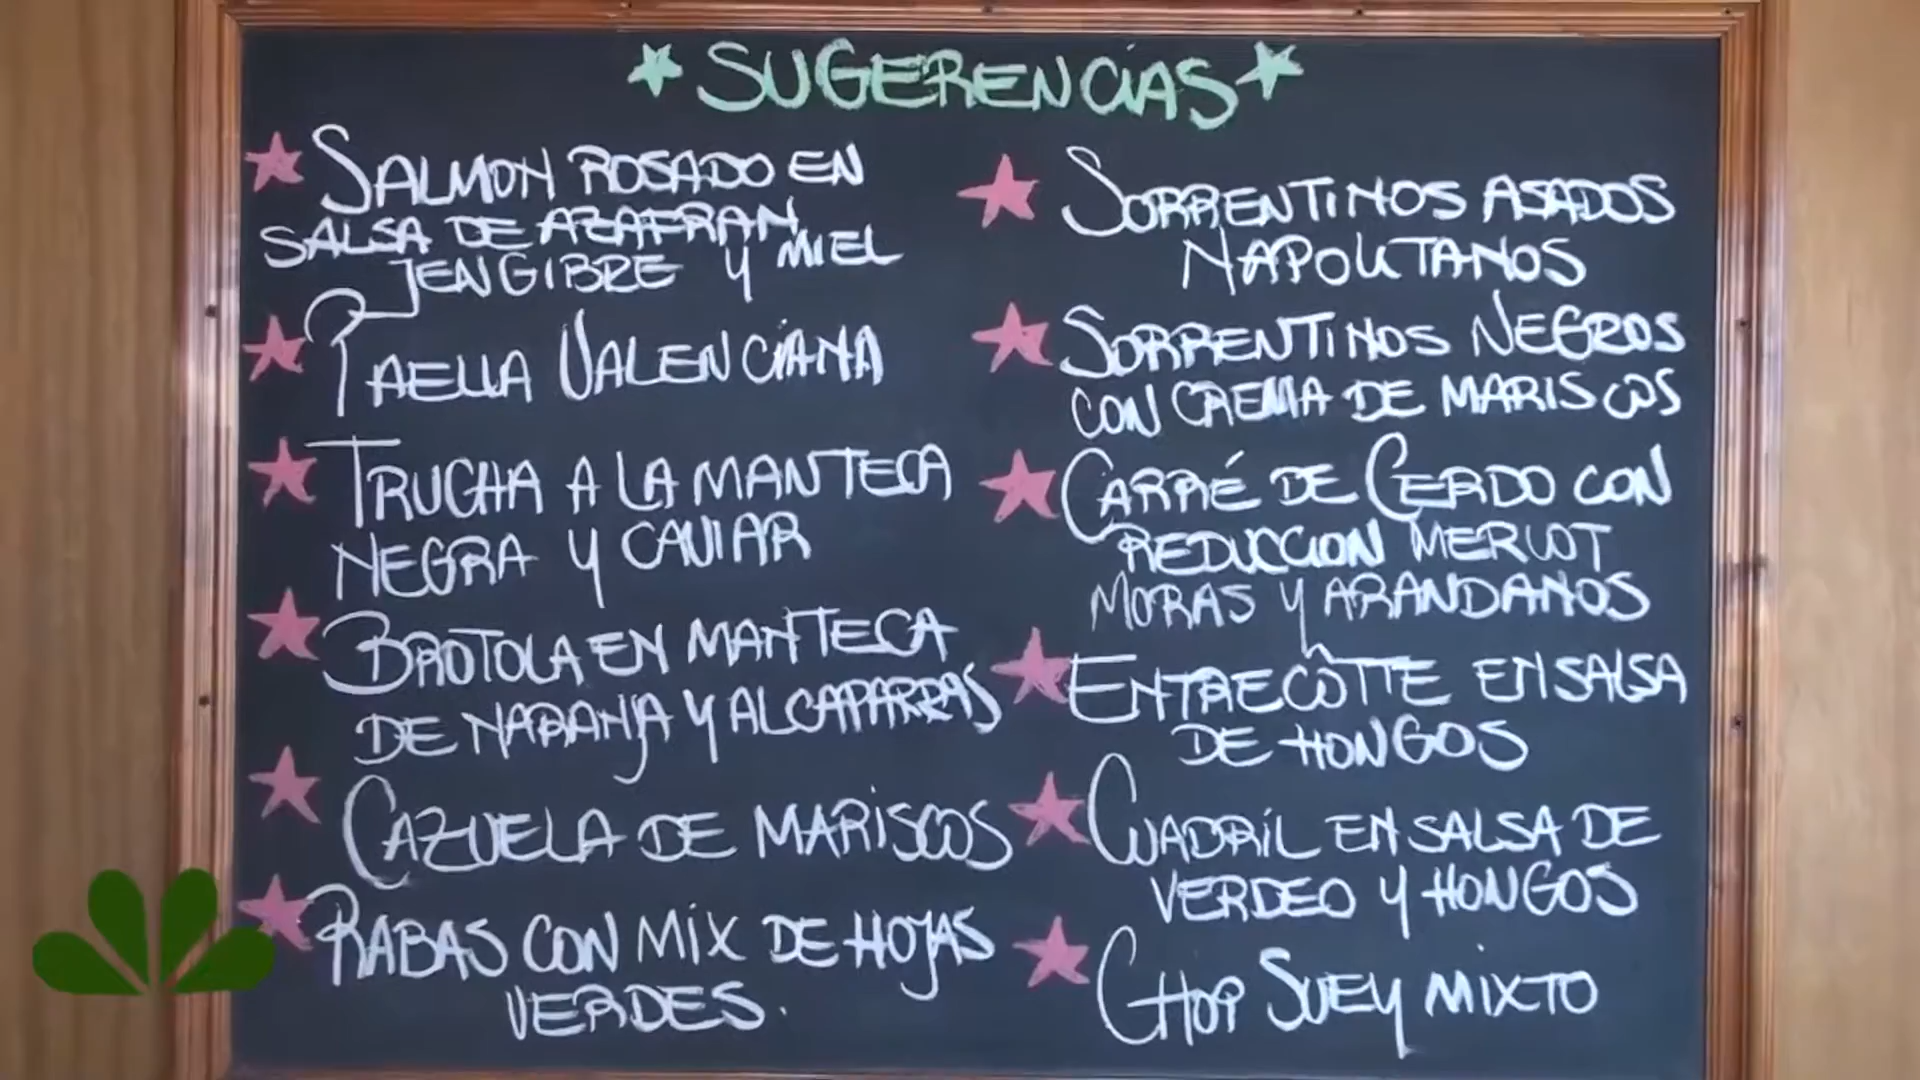 SUGERENCIAS
SALMON ROSADO EN
SALSA DE AZAFRAN
JENGIBRE Y MIEL
PAELLA VALENCIANA
TRUCHA A LA MANTECA
NEGRA Y CAVIAR
BROTOLA EN MANTECA
DE NARANJA Y ALCAPARRAS
CAZUELA DE MARISCOS
RABAS CON MIX DE HOJAS
VERDES.
SORRENTINOS ASADOS
NAPOLITANOS
SORRENTINOS NEGROS
CON CREMA DE MARISCOS
CARRÉ DE CERDO CON
REDUCCION MERLOT
MORAS Y ARANDANOS
ENTRECÔTTE EN SALSA
DE HONGOS
CUADRÍL EN SALSA DE
VERDEO Y HONGOS
CHOP SUEY MIXTO